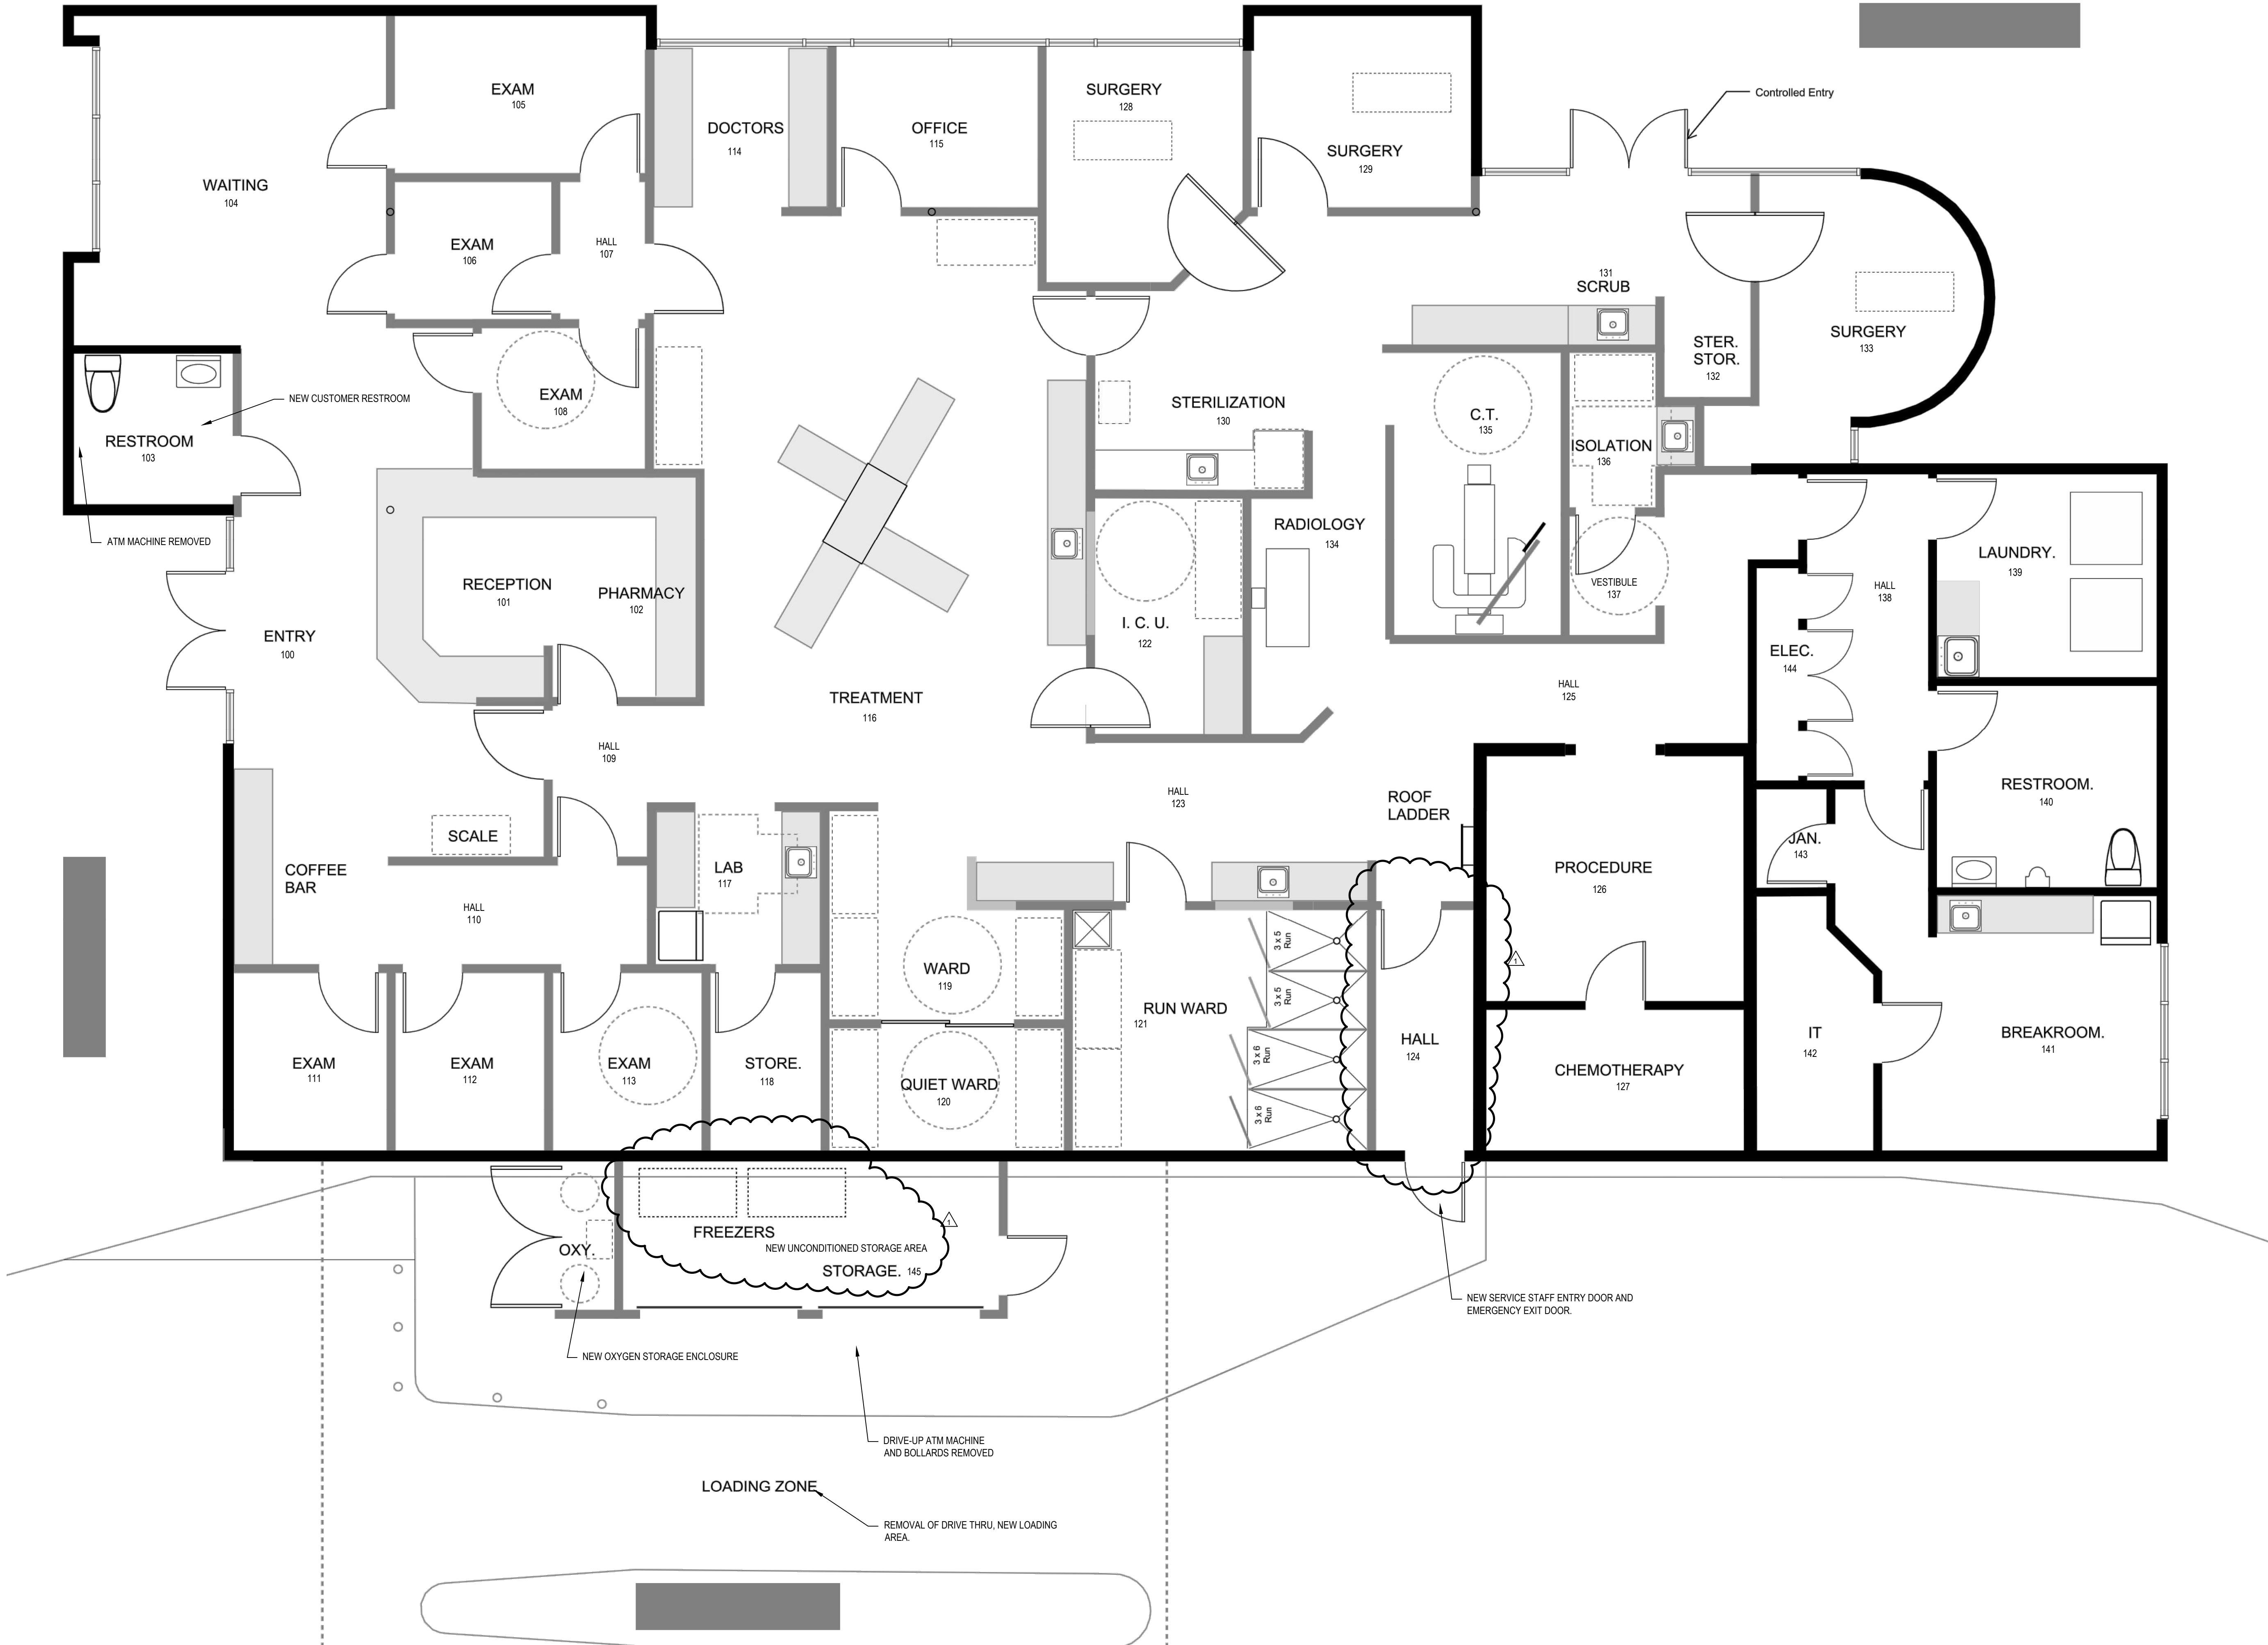 EXAM
105
WAITING
104
DOCTORS
114
OFFICE
115
SURGERY
128
SURGERY
129
Controlled Entry
EXAM
106
HALL
107
131
SCRUB
SURGERY
133
STER.
STOR.
132
NEW CUSTOMER RESTROOM
EXAM
108
STERILIZATION
130
C.T.
135
ISOLATION
136
RESTROOM
103
ATM MACHINE REMOVED
RECEPTION
101
PHARMACY
102
RADIOLOGY
134
VESTIBULE
137
LAUNDRY.
139
HALL
138
ENTRY
100
I. C. U.
122
ELEC.
144
TREATMENT
116
HALL
125
HALL
109
HALL
123
ROOF
LADDER
RESTROOM.
140
SCALE
JAN.
143
COFFEE
BAR
LAB
117
PROCEDURE
126
HALL
110
3 x 5
Run
3 x 5
Run
3 x 6
Run
3 x 6
Run
WARD
119
RUN WARD
121
1
HALL
124
IT
142
BREAKROOM.
141
EXAM
111
EXAM
112
EXAM
113
STORE.
118
QUIET WARD
120
CHEMOTHERAPY
127
FREEZERS
1
NEW UNCONDITIONED STORAGE AREA
OXY.
STORAGE. 145
NEW SERVICE STAFF ENTRY DOOR AND
EMERGENCY EXIT DOOR.
NEW OXYGEN STORAGE ENCLOSURE
DRIVE-UP ATM MACHINE
AND BOLLARDS REMOVED
LOADING ZONE
REMOVAL OF DRIVE THRU, NEW LOADING
AREA.